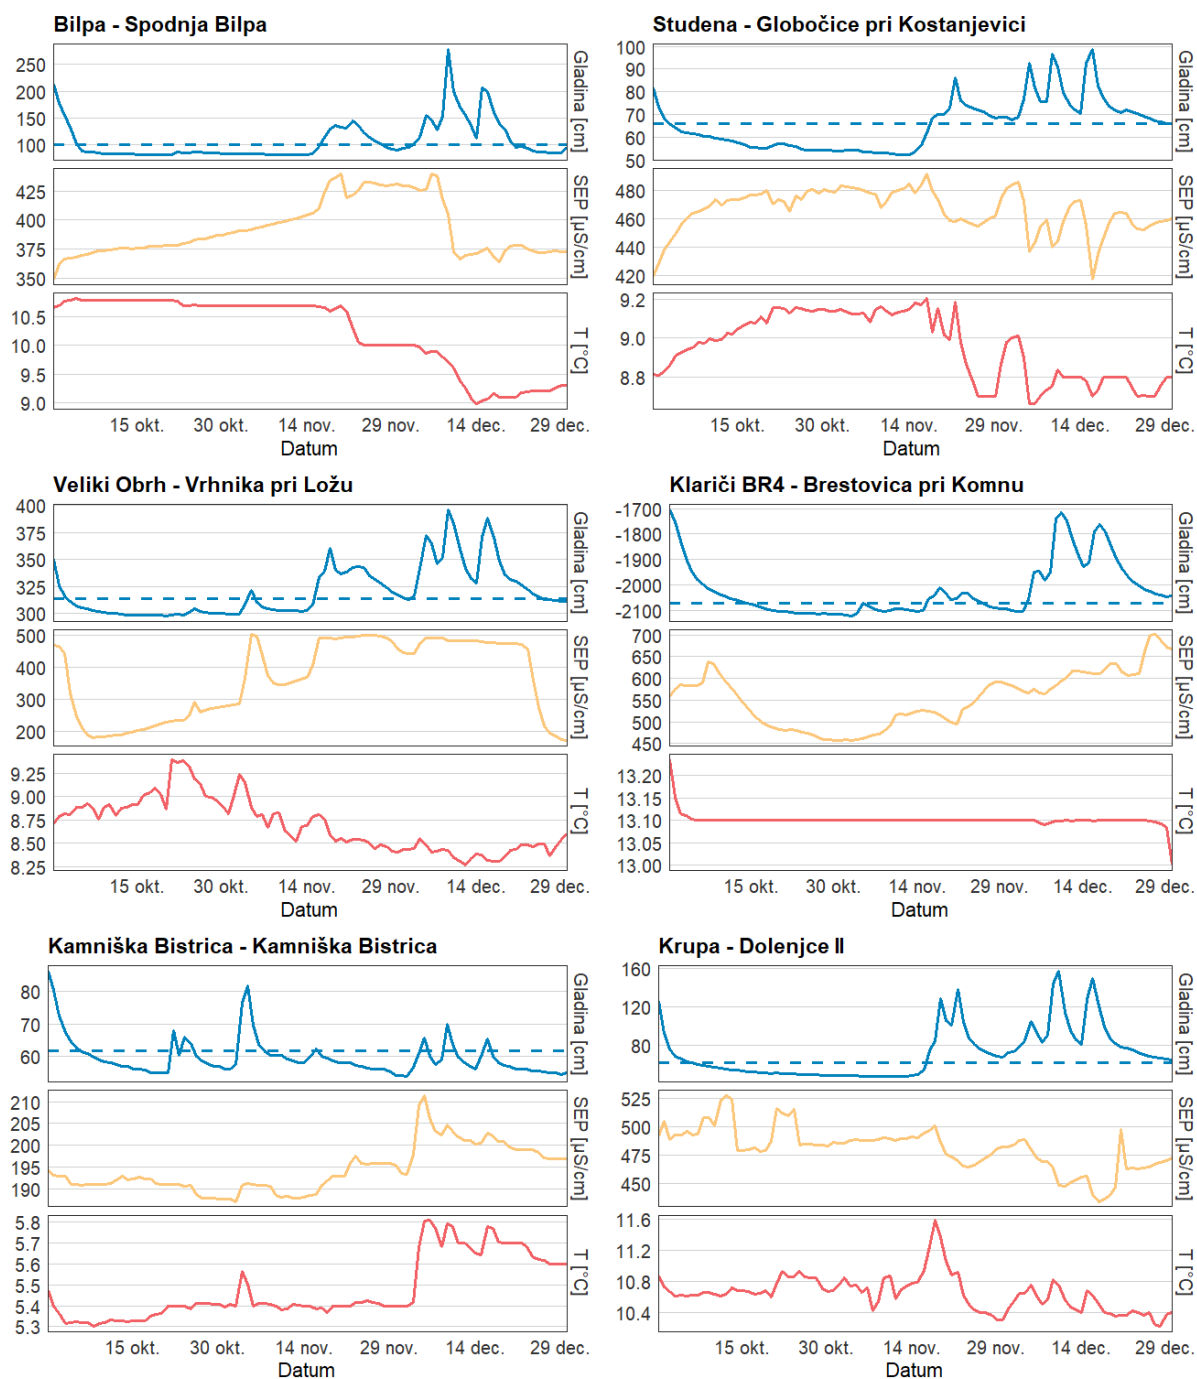 Bilpa - Spodnja Bilpa
250
200
150
100
Gladina [cm]
425
400
375
350
SEP [µS/cm]
10.5
10.0
9.5
9.0
T [°C]
15 okt. 30 okt. 14 nov. 29 nov. 14 dec. 29 dec.
Datum
Studena - Globočice pri Kostanjevici
100
90
80
70
60
50
Gladina [cm]
480
460
440
420
SEP [µS/cm]
9.2
9.0
8.8
T [°C]
15 okt. 30 okt. 14 nov. 29 nov. 14 dec. 29 dec.
Datum
Veliki Obrh - Vrhnika pri Ložu
400
375
350
325
300
Gladina [cm]
500
400
300
200
SEP [µS/cm]
9.25
9.00
8.75
8.50
8.25
T [°C]
15 okt. 30 okt. 14 nov. 29 nov. 14 dec. 29 dec.
Datum
Klariči BR4 - Brestovica pri Komnu
-1700
-1800
-1900
-2000
-2100
Gladina [cm]
700
650
600
550
500
450
SEP [µS/cm]
13.20
13.15
13.10
13.05
13.00
T [°C]
15 okt. 30 okt. 14 nov. 29 nov. 14 dec. 29 dec.
Datum
Kamniška Bistrica - Kamniška Bistrica
80
70
60
Gladina [cm]
210
205
200
195
190
SEP [µS/cm]
5.8
5.7
5.6
5.5
5.4
5.3
T [°C]
15 okt. 30 okt. 14 nov. 29 nov. 14 dec. 29 dec.
Datum
Krupa - Dolenjce II
160
120
80
Gladina [cm]
525
500
475
450
SEP [µS/cm]
11.6
11.2
10.8
10.4
T [°C]
15 okt. 30 okt. 14 nov. 29 nov. 14 dec. 29 dec.
Datum